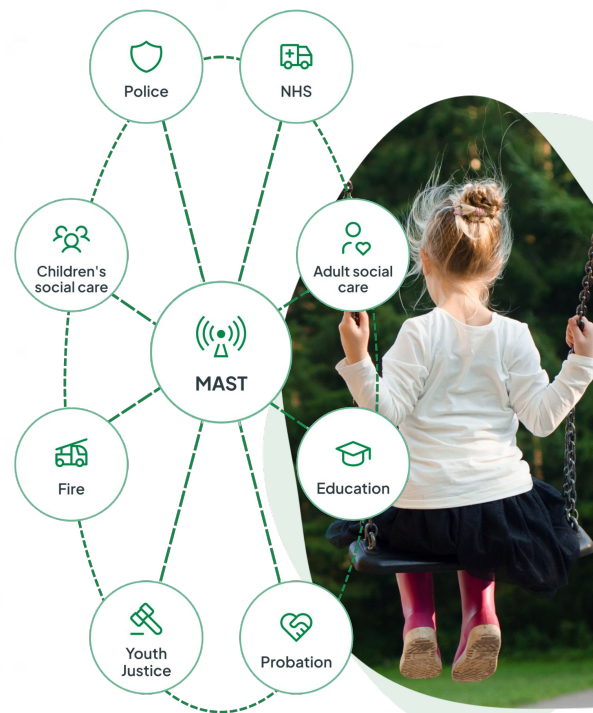 Police
NHS
Children's
social care
Adult social
care
MAST
Fire
Education
Youth
Justice
Probation